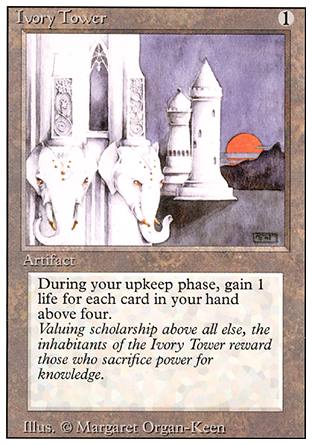 Ivory Tower 1
Artifact
During your upkeep phase, gain 1
life for each card in your hand
above four.
Valuing scholarship above all else, the
inhabitants of the Ivory Tower reward
those who sacrifice power for
knowledge.
Illus. © Margaret Organ-Kean